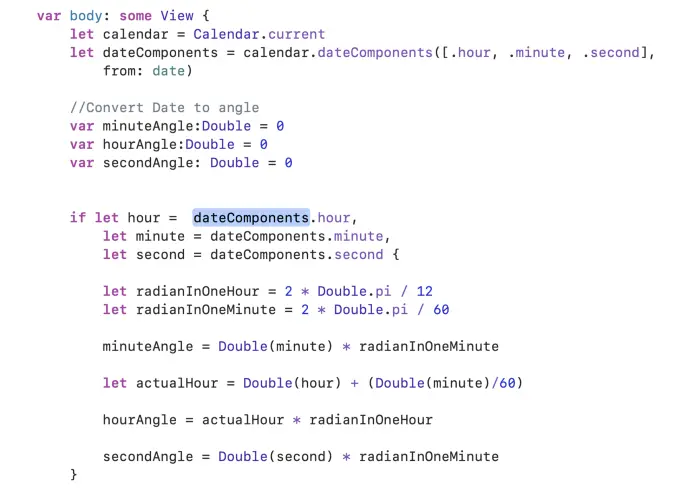 var body: some View {
let calendar = Calendar.current
let dateComponents = calendar.dateComponents([.hour, .minute, .second],
from: date)
//Convert Date to angle
var minuteAngle:Double = 0
var hourAngle:Double = 0
var secondAngle: Double = 0
if let hour =  dateComponents.hour,
let minute = dateComponents.minute,
let second = dateComponents.second {
let radianInOneHour = 2 * Double.pi / 12
let radianInOneMinute = 2 * Double.pi / 60
minuteAngle = Double(minute) * radianInOneMinute
let actualHour = Double(hour) + (Double(minute)/60)
hourAngle = actualHour * radianInOneHour
secondAngle = Double(second) * radianInOneMinute
}